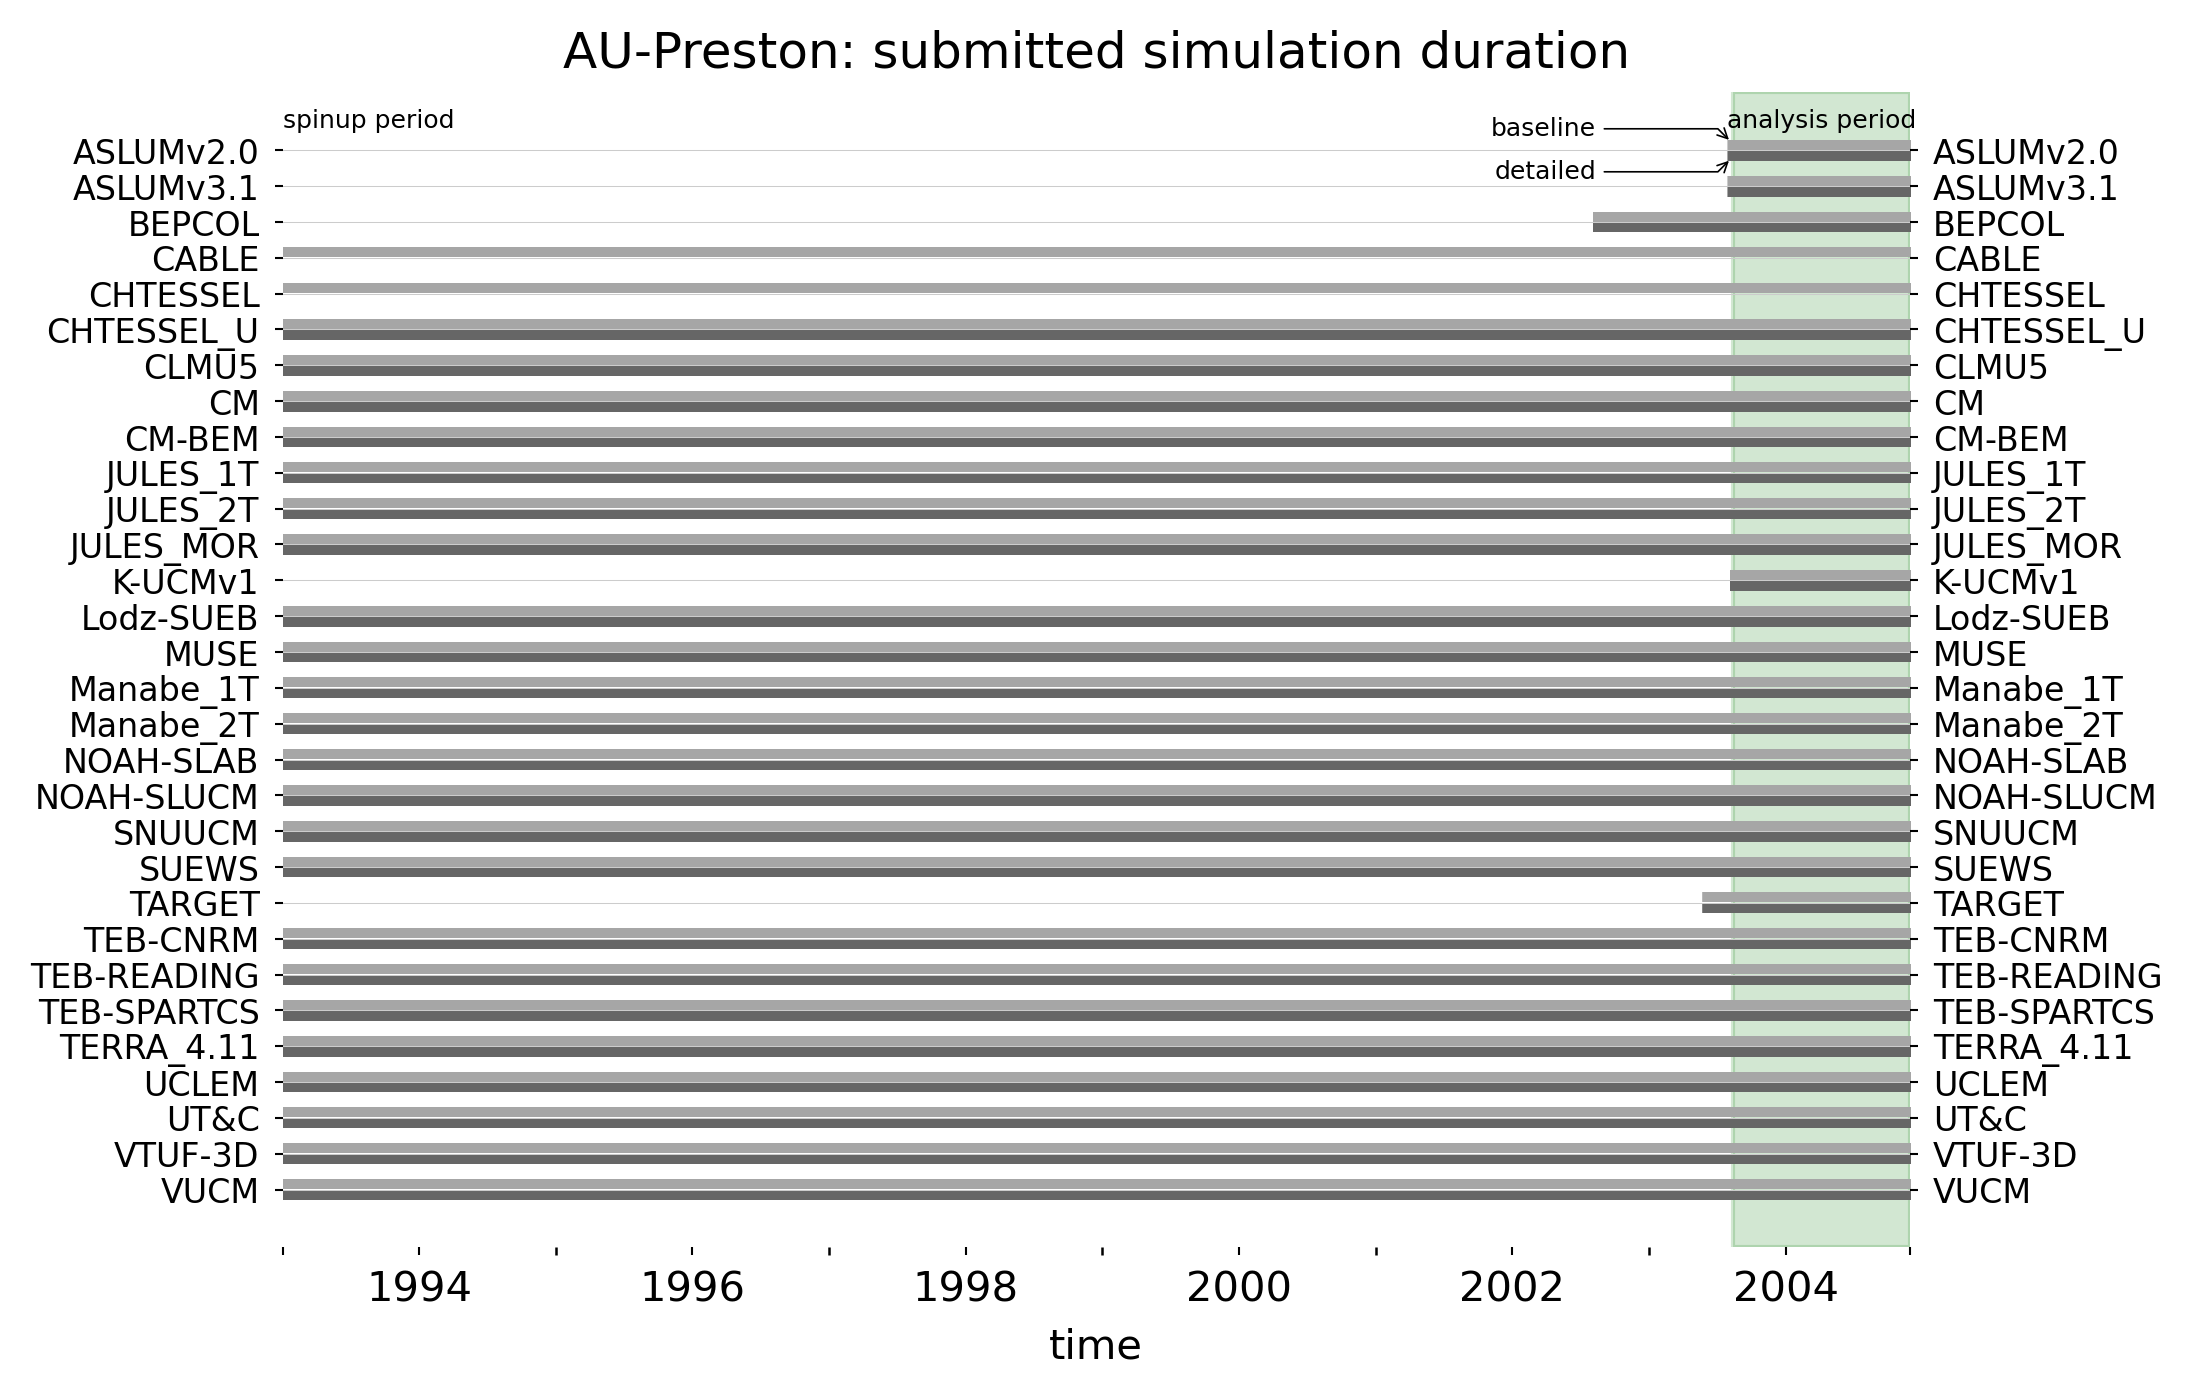 AU-Preston: submitted simulation duration
spinup period
baseline
analysis period
detailed
ASLUMv2.0 ASLUMv2.0
ASLUMv3.1 ASLUMv3.1
BEPCOL BEPCOL
CABLE CABLE
CHTESSEL CHTESSEL
CHTESSEL_U CHTESSEL_U
CLMU5 CLMU5
CM CM
CM-BEM CM-BEM
JULES_1T JULES_1T
JULES_2T JULES_2T
JULES_MOR JULES_MOR
K-UCMv1 K-UCMv1
Lodz-SUEB Lodz-SUEB
MUSE MUSE
Manabe_1T Manabe_1T
Manabe_2T Manabe_2T
NOAH-SLAB NOAH-SLAB
NOAH-SLUCM NOAH-SLUCM
SNUUCM SNUUCM
SUEWS SUEWS
TARGET TARGET
TEB-CNRM TEB-CNRM
TEB-READING TEB-READING
TEB-SPARTCS TEB-SPARTCS
TERRA_4.11 TERRA_4.11
UCLEM UCLEM
UT&C UT&C
VTUF-3D VTUF-3D
VUCM VUCM
1994 1996 1998 2000 2002 2004
time